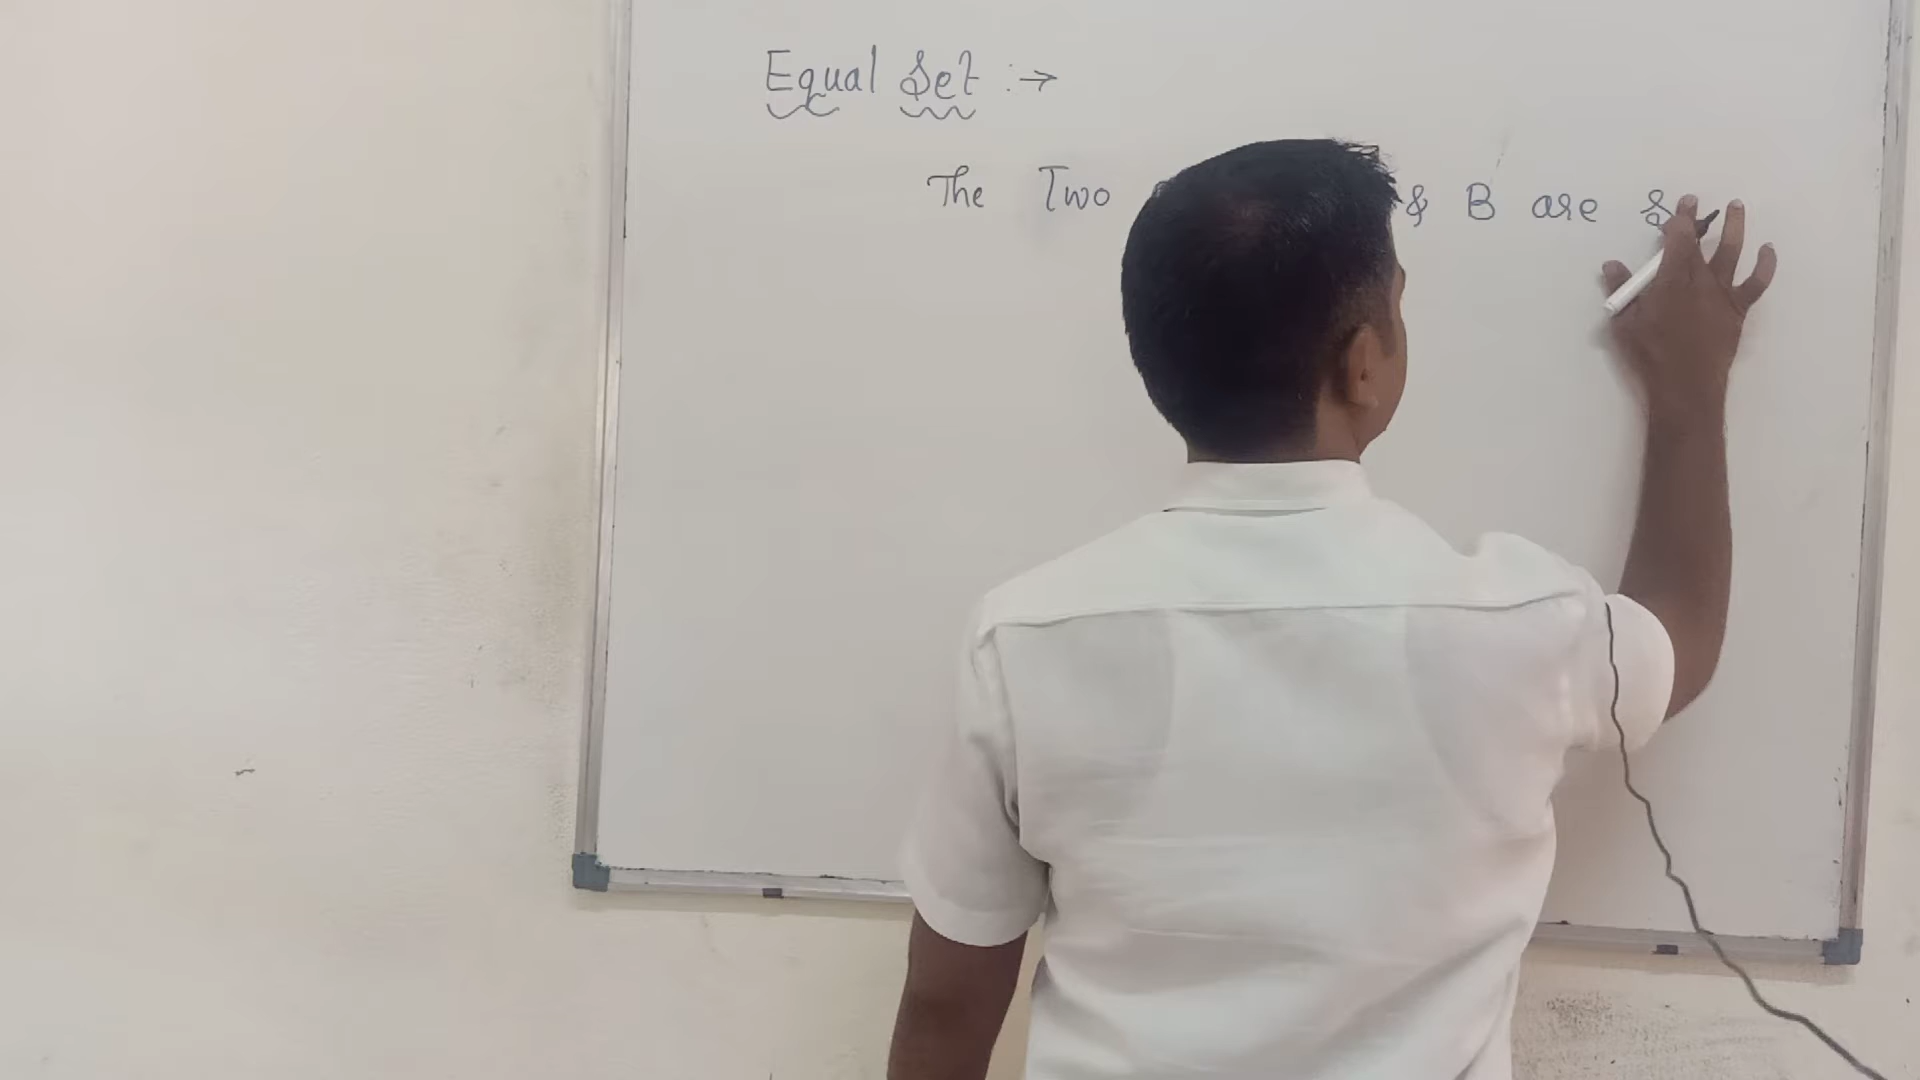 Equal Set :→
The Two & B are